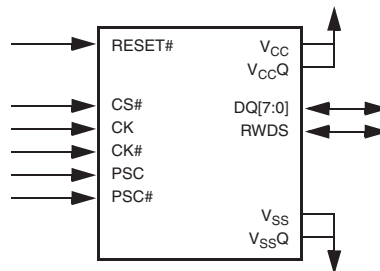 RESET#
CS#
CK
CK#
PSC
PSC#
VCC
VCCQ
DQ[7:0]
RWDS
VSS
VSSQ